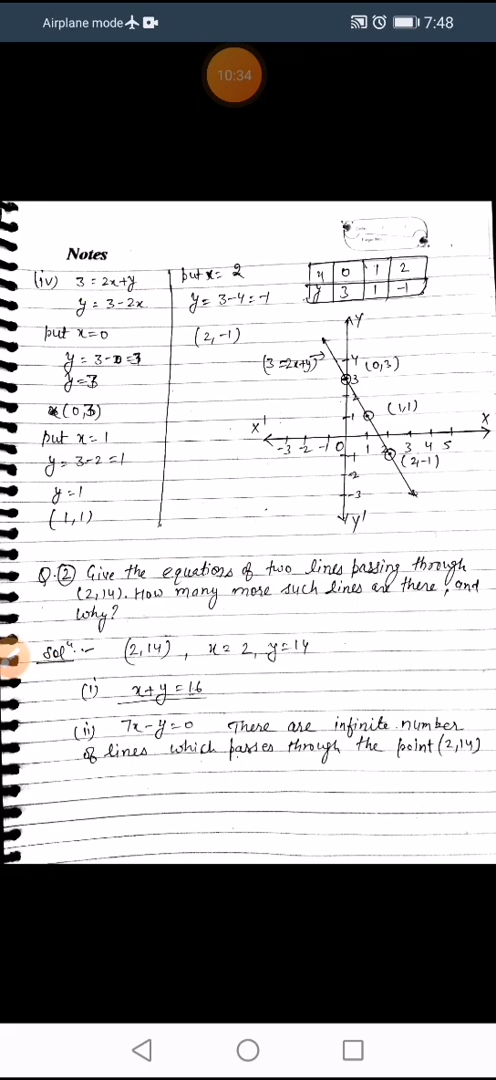 Airplane mode 7:48
10:34
Notes
(iv) 3 = 2x+y
y = 3-2x
put x=0
y = 3-0=3
y=3
(0,3)
put x=1
y= 3-2=1
y=1
(1,1)
put x= 2
y= 3-4=-1
(2,-1)
x 0 1 2
y 3 1 -1
Y
(3=2x+y) 4 (0,3)
3
2
1 (1,1)
X' -3 -2 -1 0 1 2 3 4 5 X
-1 (2,-1)
-2
-3
Y'
Q.(2) Give the equations of two lines passing through
(2,14). How many more such lines are there, and
why?
Solⁿ :- (2,14), x=2, y=14
(i) x+y=16
(ii) 7x-y=0 There are infinite number
of lines which passes through the point (2,14)